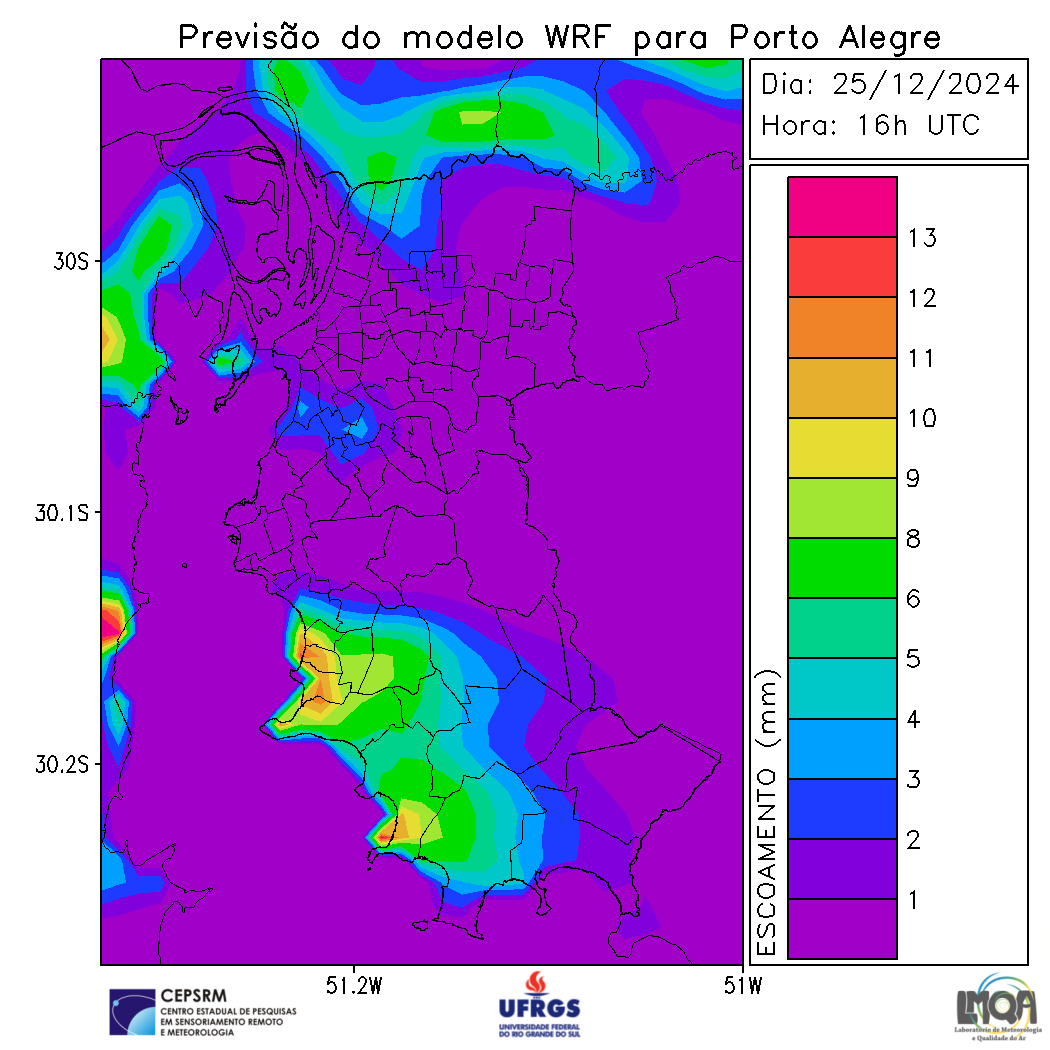 Previsão do modelo WRF para Porto Alegre
Dia: 25/12/2024
Hora: 16h UTC
30S
30.1S
30.2S
51.2W
51W
ESCOAMENTO (mm)
13
12
11
10
9
8
6
5
4
3
2
1
CEPSRM
CENTRO ESTADUAL DE PESQUISAS
EM SENSORIAMENTO REMOTO
E METEOROLOGIA
UFRGS
UNIVERSIDADE FEDERAL
DO RIO GRANDE DO SUL
LMQA
Laboratório de Meteorologia
e Qualidade do Ar